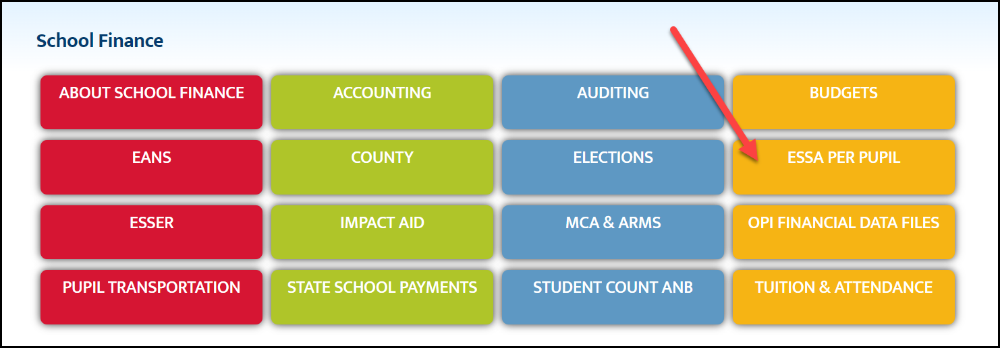 School Finance
ABOUT SCHOOL FINANCE
ACCOUNTING
AUDITING
BUDGETS
EANS
COUNTY
ELECTIONS
ESSA PER PUPIL
ESSER
IMPACT AID
MCA & ARMS
OPI FINANCIAL DATA FILES
PUPIL TRANSPORTATION
STATE SCHOOL PAYMENTS
STUDENT COUNT ANB
TUITION & ATTENDANCE